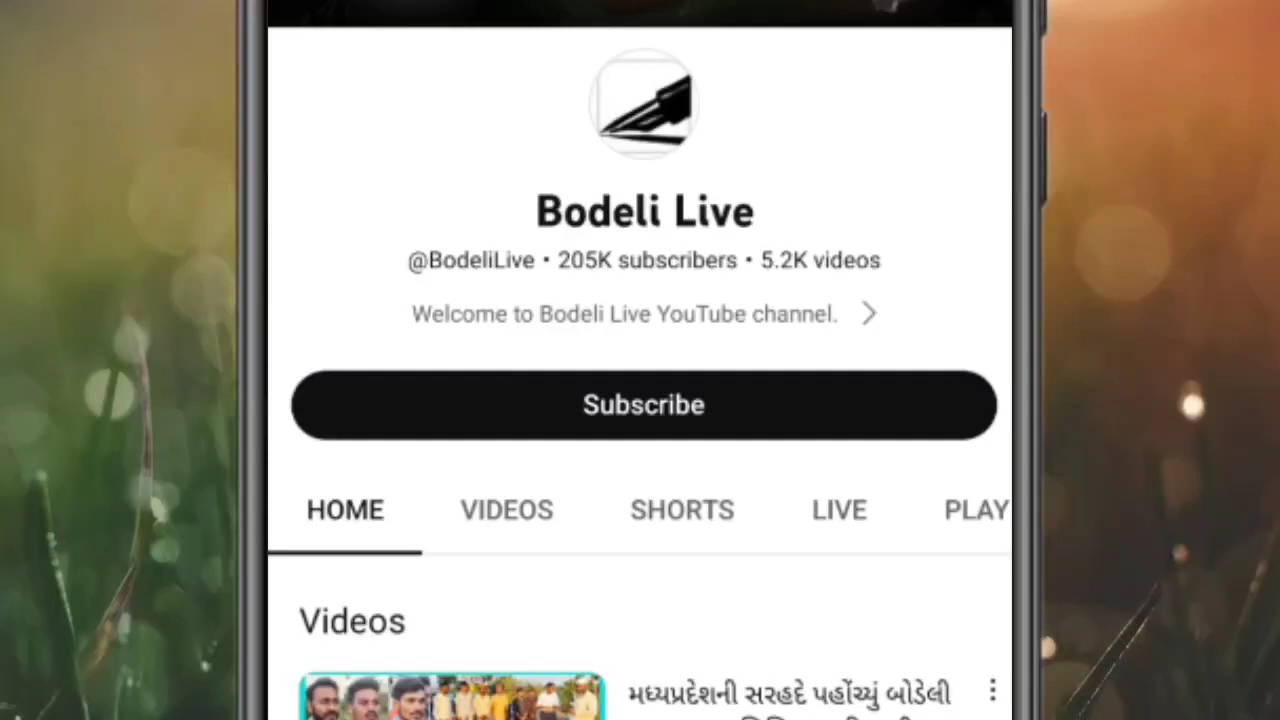 Bodeli Live
@BodeliLive • 205K subscribers • 5.2K videos
Welcome to Bodeli Live YouTube channel.
Subscribe
HOME VIDEOS SHORTS LIVE PLAY
Videos
મધ્યપ્રદેશની સરહદે પહોંચ્યું બોડેલી